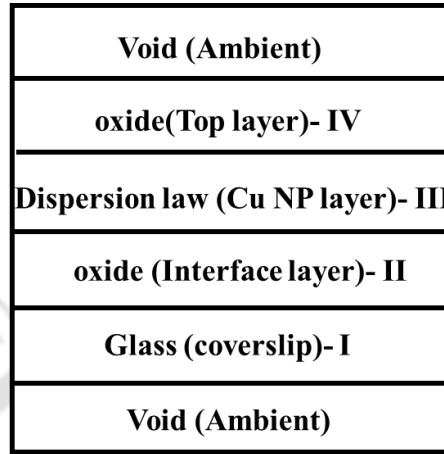 Void (Ambient)
oxide(Top layer)- IV
Dispersion law (Cu NP layer)- III
oxide (Interface layer)- II
Glass (coverslip)- I
Void (Ambient)